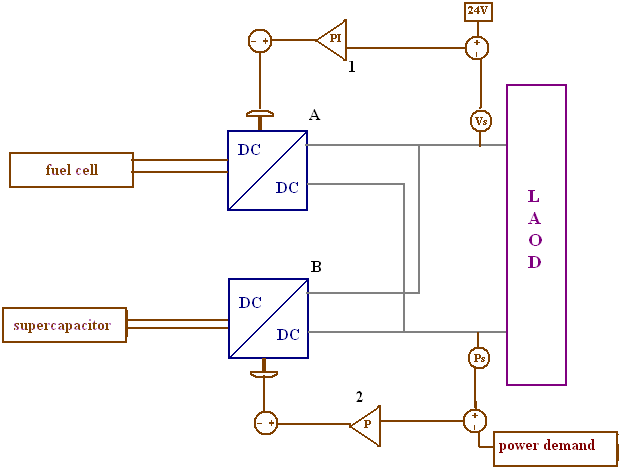 24V
− +
PI
+
−
1
Vs
A
DC
fuel cell
DC
L
A
O
D
B
DC
supercapacitor
DC
Ps
2
− +
P
+
−
power demand